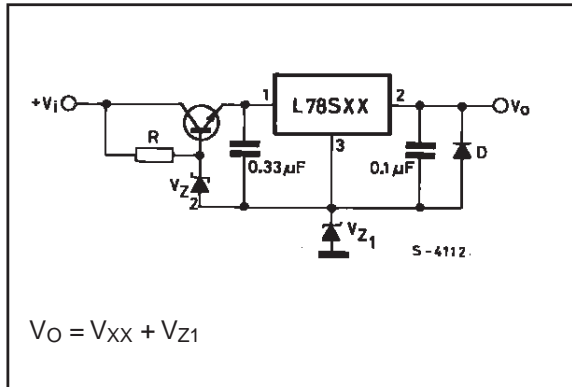 +Vi
1
L78SXX
2
Vo
R
3
VZ
2
0.33µF
0.1µF
D
VZ1
S-4112
VO = VXX + VZ1